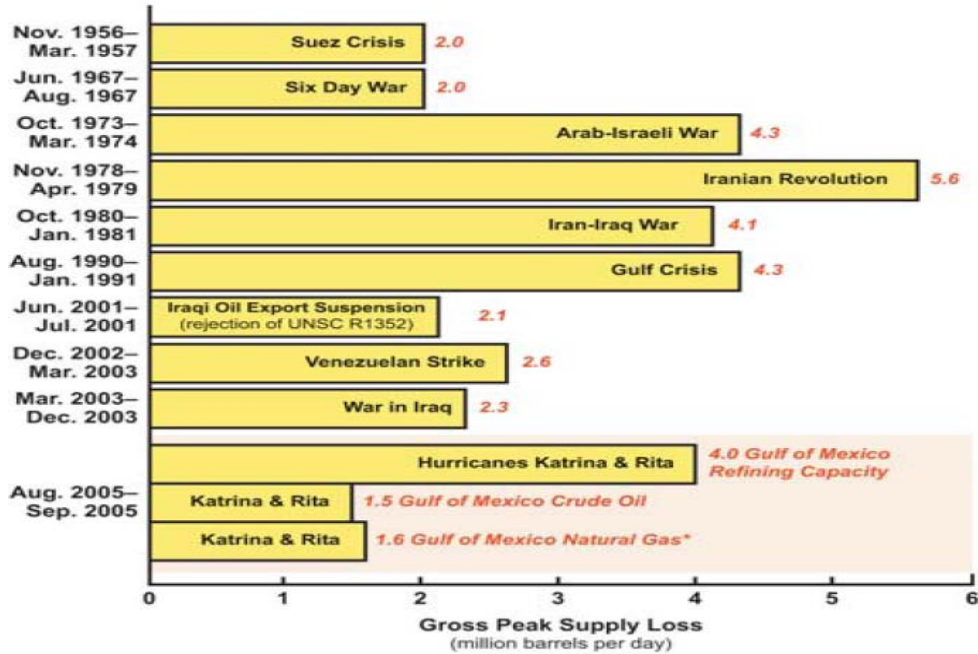 Nov. 1956–
Mar. 1957
Suez Crisis
2.0
Jun. 1967–
Aug. 1967
Six Day War
2.0
Oct. 1973–
Mar. 1974
Arab-Israeli War
4.3
Nov. 1978–
Apr. 1979
Iranian Revolution
5.6
Oct. 1980–
Jan. 1981
Iran-Iraq War
4.1
Aug. 1990–
Jan. 1991
Gulf Crisis
4.3
Jun. 2001–
Jul. 2001
Iraqi Oil Export Suspension
(rejection of UNSC R1352)
2.1
Dec. 2002–
Mar. 2003
Venezuelan Strike
2.6
Mar. 2003–
Dec. 2003
War in Iraq
2.3
Aug. 2005–
Sep. 2005
Hurricanes Katrina & Rita
4.0 Gulf of Mexico
Refining Capacity
Katrina & Rita
1.5 Gulf of Mexico Crude Oil
Katrina & Rita
1.6 Gulf of Mexico Natural Gas*
0 1 2 3 4 5 6
Gross Peak Supply Loss
(million barrels per day)